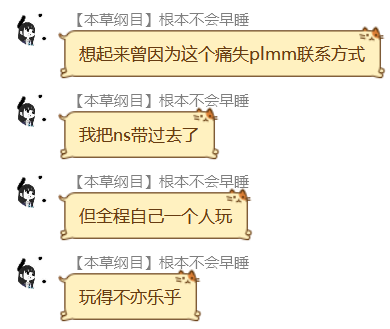 【本草纲目】根本不会早睡
想起来曾因为这个痛失plmm联系方式
【本草纲目】根本不会早睡
我把ns带过去了
【本草纲目】根本不会早睡
但全程自己一个人玩
【本草纲目】根本不会早睡
玩得不亦乐乎